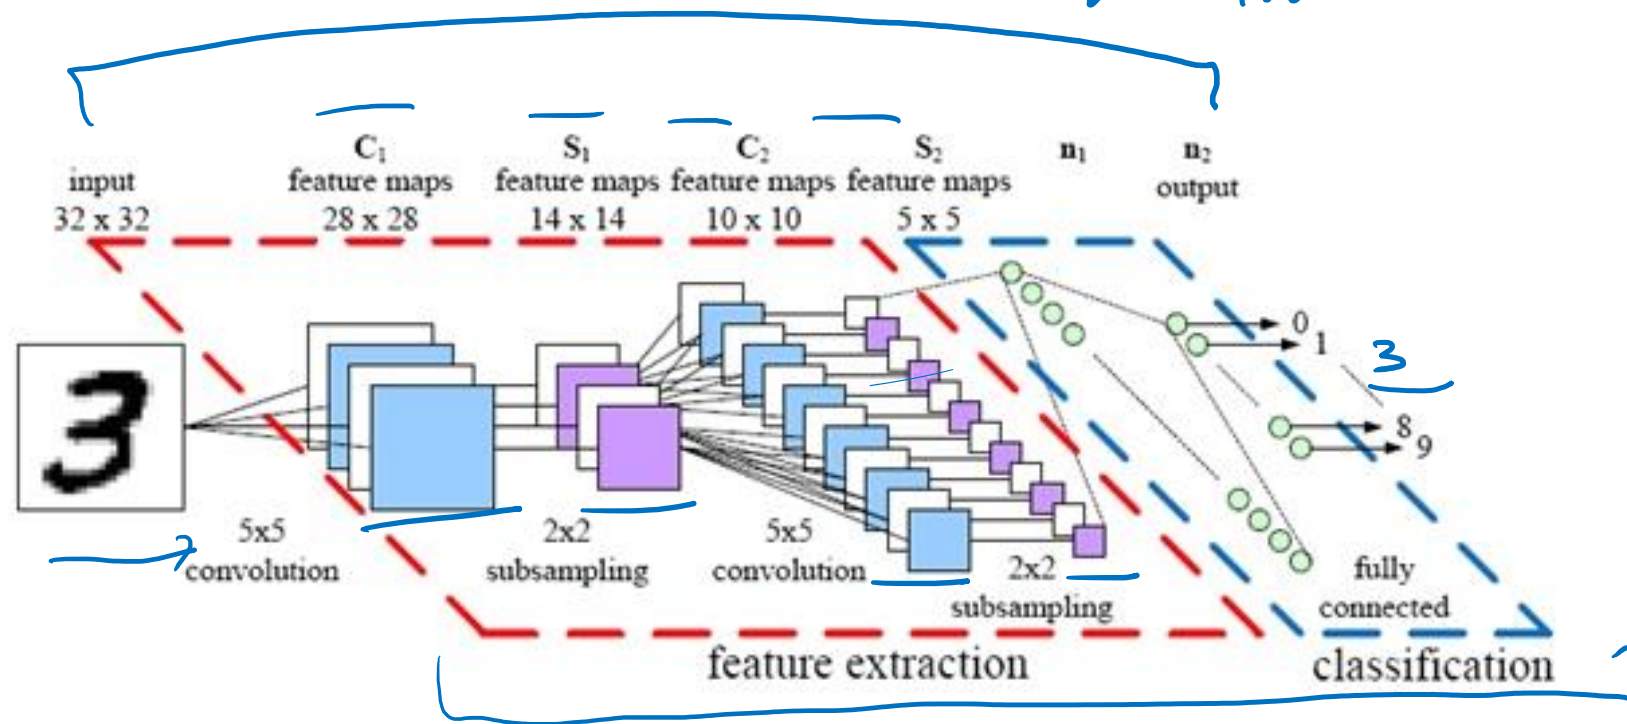 C₁
S₁
C₂
S₂
n₁
n₂
input
feature maps
feature maps
feature maps
feature maps
output
32 x 32
28 x 28
14 x 14
10 x 10
5 x 5
0
1
3
8
9
3
5x5
convolution
2x2
subsampling
5x5
convolution
2x2
subsampling
fully
connected
feature extraction
classification